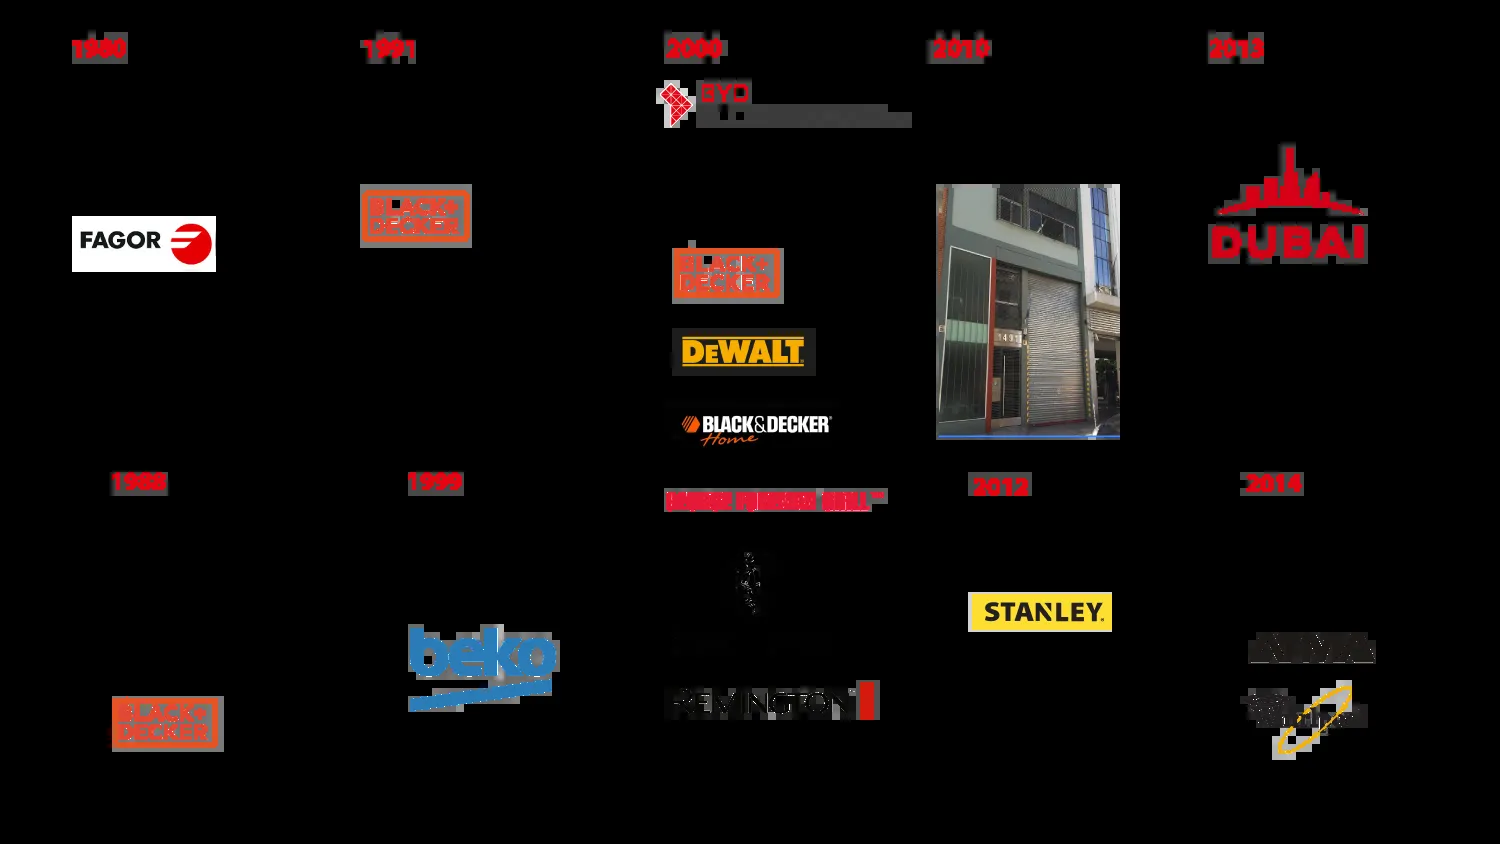 1980
FAGOR
1988
BLACK+
DECKER
1991
BLACK+
DECKER
1999
beko
2000
BYD
BLACK+
DECKER
DEWALT
BLACK&DECKER
Home
REMINGTON
2010
1491
2012
STANLEY
2013
DUBAI
2014